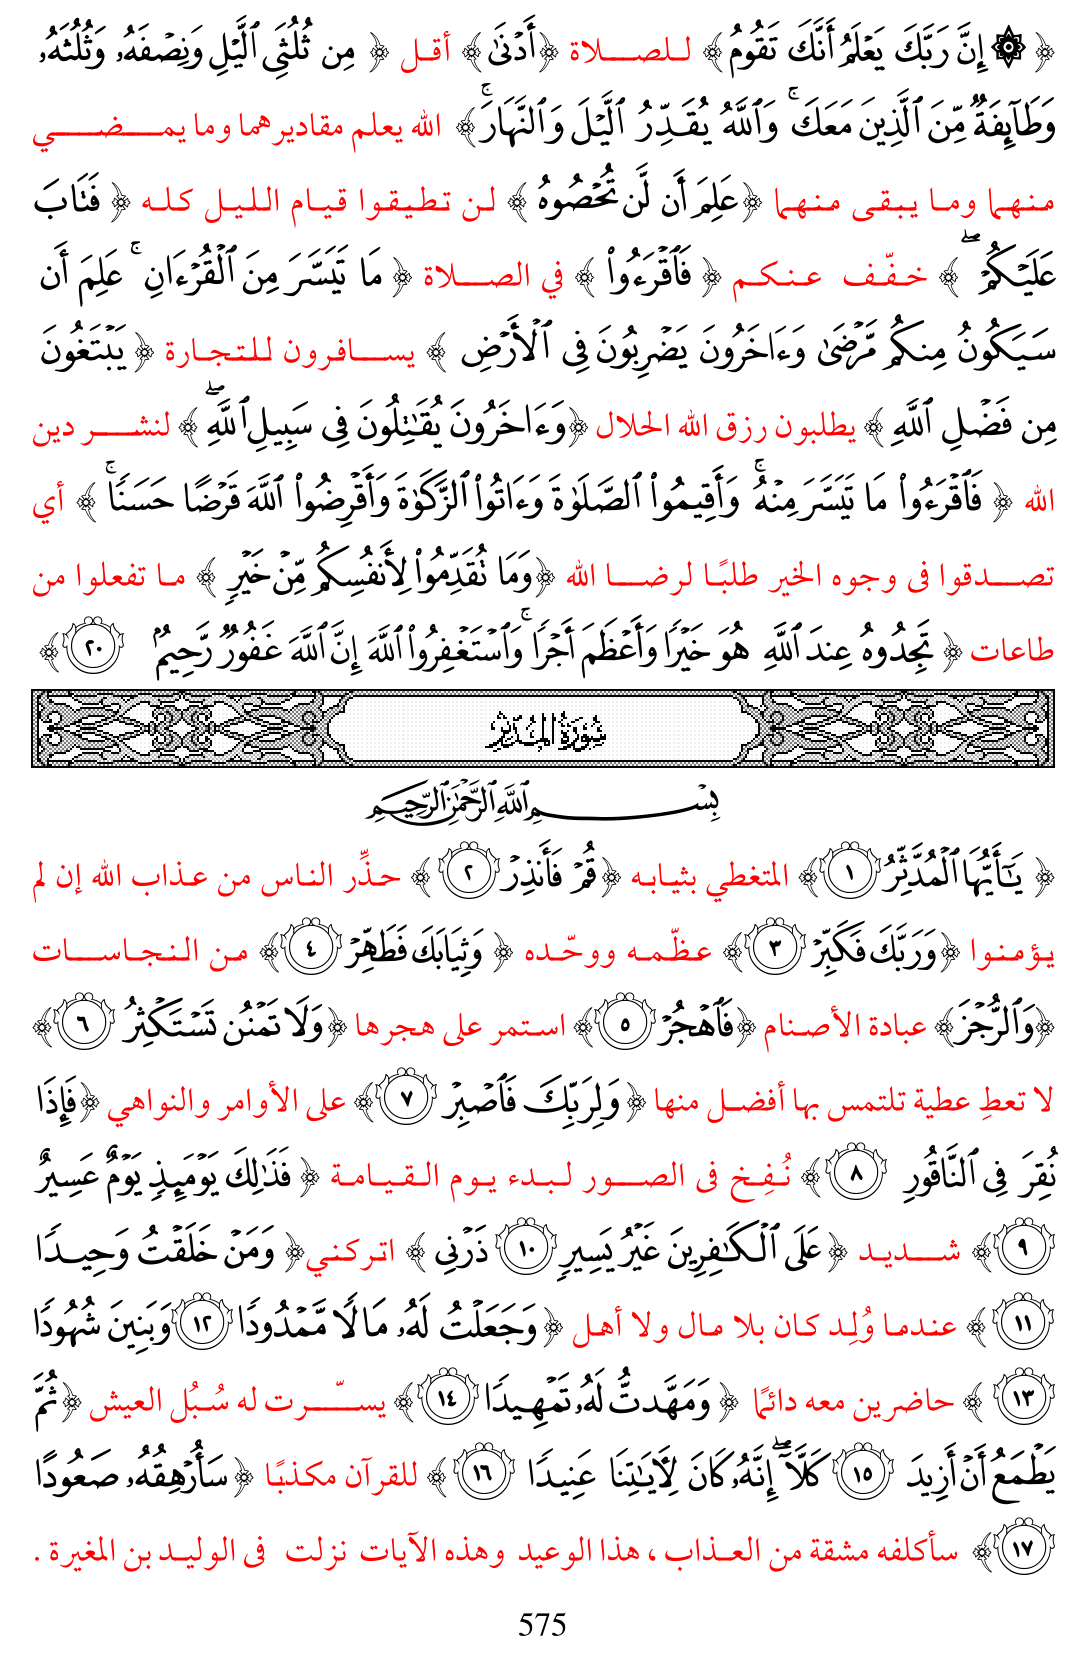 ﴿ ۞ إِنَّ رَبَّكَ يَعْلَمُ أَنَّكَ تَقُومُ﴾ للصلاة ﴿أَدْنَىٰ﴾ أقل ﴿ مِن ثُلُثَىِ ٱلَّيْلِ وَنِصْفَهُۥ وَثُلُثَهُۥ
وَطَآئِفَةٌ مِّنَ ٱلَّذِينَ مَعَكَ ۚ وَٱللَّهُ يُقَدِّرُ ٱلَّيْلَ وَٱلنَّهَارَ ۚ﴾ الله يعلم مقاديرهما وما يمضي
منهما وما يبقى منهما ﴿عَلِمَ أَن لَّن تُحْصُوهُ ﴾ لن تطيقوا قيام الليل كله ﴿ فَتَابَ
عَلَيْكُمْ ۖ ﴾ خفّف عنكم ﴿ فَٱقْرَءُوا۟ ﴾ في الصلاة ﴿ مَا تَيَسَّرَ مِنَ ٱلْقُرْءَانِ ۚ عَلِمَ أَن
سَيَكُونُ مِنكُم مَّرْضَىٰ وَءَاخَرُونَ يَضْرِبُونَ فِى ٱلْأَرْضِ ﴾ يسافرون للتجارة ﴿ يَبْتَغُونَ
مِن فَضْلِ ٱللَّهِ ﴾ يطلبون رزق الله الحلال ﴿وَءَاخَرُونَ يُقَٰتِلُونَ فِى سَبِيلِ ٱللَّهِ ۖ﴾ لنشر دين
الله ﴿ فَٱقْرَءُوا۟ مَا تَيَسَّرَ مِنْهُ ۚ وَأَقِيمُوا۟ ٱلصَّلَوٰةَ وَءَاتُوا۟ ٱلزَّكَوٰةَ وَأَقْرِضُوا۟ ٱللَّهَ قَرْضًا حَسَنًا ۚ ﴾ أي
تصدقوا فى وجوه الخير طلبًا لرضا الله ﴿وَمَا تُقَدِّمُوا۟ لِأَنفُسِكُم مِّنْ خَيْرٍ ﴾ ما تفعلوا من
طاعات ﴿ تَجِدُوهُ عِندَ ٱللَّهِ هُوَ خَيْرًا وَأَعْظَمَ أَجْرًا ۚ وَٱسْتَغْفِرُوا۟ ٱللَّهَ إِنَّ ٱللَّهَ غَفُورٌ رَّحِيمٌۢ ٢٠ ﴾
سُورَةُ المُدَّثِّرِ
بِسْمِ ٱللَّهِ ٱلرَّحْمَٰنِ ٱلرَّحِيمِ
﴿ يَٰٓأَيُّهَا ٱلْمُدَّثِّرُ ١ ﴾ المتغطي بثيابه ﴿قُمْ فَأَنذِرْ ٢ ﴾ حذِّر الناس من عذاب الله إن لم
يؤمنوا ﴿وَرَبَّكَ فَكَبِّرْ ٣ ﴾ عظّمه ووحّده ﴿ وَثِيَابَكَ فَطَهِّرْ ٤ ﴾ من النجاسات
﴿وَٱلرُّجْزَ﴾ عبادة الأصنام ﴿فَٱهْجُرْ ٥ ﴾ استمر على هجرها ﴿وَلَا تَمْنُن تَسْتَكْثِرُ ٦ ﴾
لا تعطِ عطية تلتمس بها أفضل منها ﴿ وَلِرَبِّكَ فَٱصْبِرْ ٧ ﴾ على الأوامر والنواهي ﴿فَإِذَا
نُقِرَ فِى ٱلنَّاقُورِ ٨ ﴾ نُفِخ فى الصور لبدء يوم القيامة ﴿ فَذَٰلِكَ يَوْمَئِذٍ يَوْمٌ عَسِيرٌ
٩ ﴾ شديد ﴿ عَلَى ٱلْكَٰفِرِينَ غَيْرُ يَسِيرٍ ١٠ ذَرْنِى ﴾ اتركني ﴿ وَمَنْ خَلَقْتُ وَحِيدًا
١١ ﴾ عندما وُلِد كان بلا مال ولا أهل ﴿ وَجَعَلْتُ لَهُۥ مَالًا مَّمْدُودًا ١٢ وَبَنِينَ شُهُودًا
١٣ ﴾ حاضرين معه دائمًا ﴿ وَمَهَّدتُّ لَهُۥ تَمْهِيدًا ١٤ ﴾ يسّرت له سُبُل العيش ﴿ثُمَّ
يَطْمَعُ أَنْ أَزِيدَ ١٥ كَلَّآ ۖ إِنَّهُۥ كَانَ لِءَايَٰتِنَا عَنِيدًا ١٦ ﴾ للقرآن مكذبًا ﴿ سَأُرْهِقُهُۥ صَعُودًا
١٧ ﴾ سأكلفه مشقة من العذاب ، هذا الوعيد وهذه الآيات نزلت فى الوليد بن المغيرة .
575